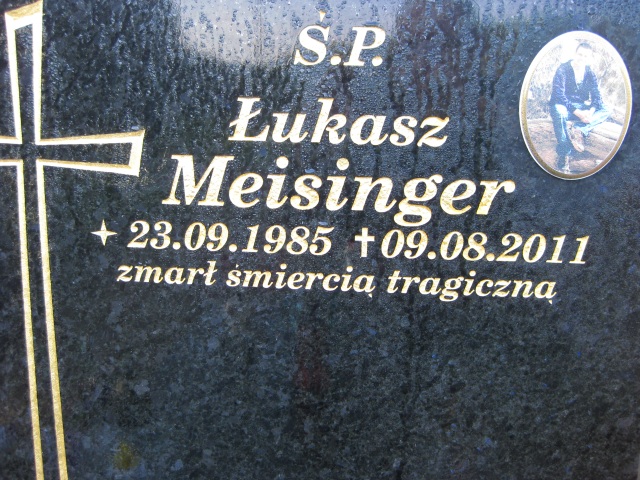 Ś.P.
Łukasz
Meisinger
✦ 23.09.1985 ✝ 09.08.2011
zmarł śmiercią tragiczną